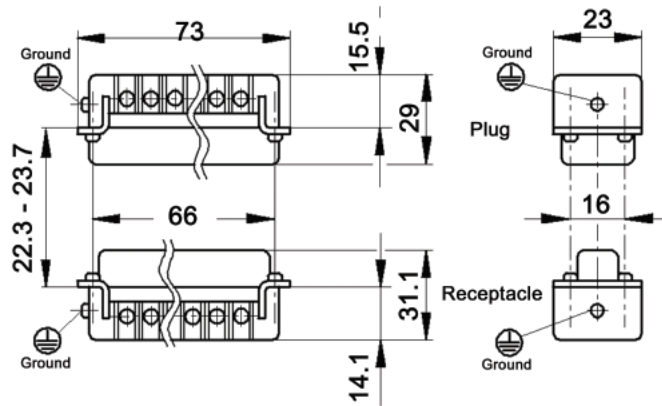 73
15.5
Ground
23
Ground
29
Plug
22.3 - 23.7
66
16
31.1
Receptacle
Ground
Ground
14.1